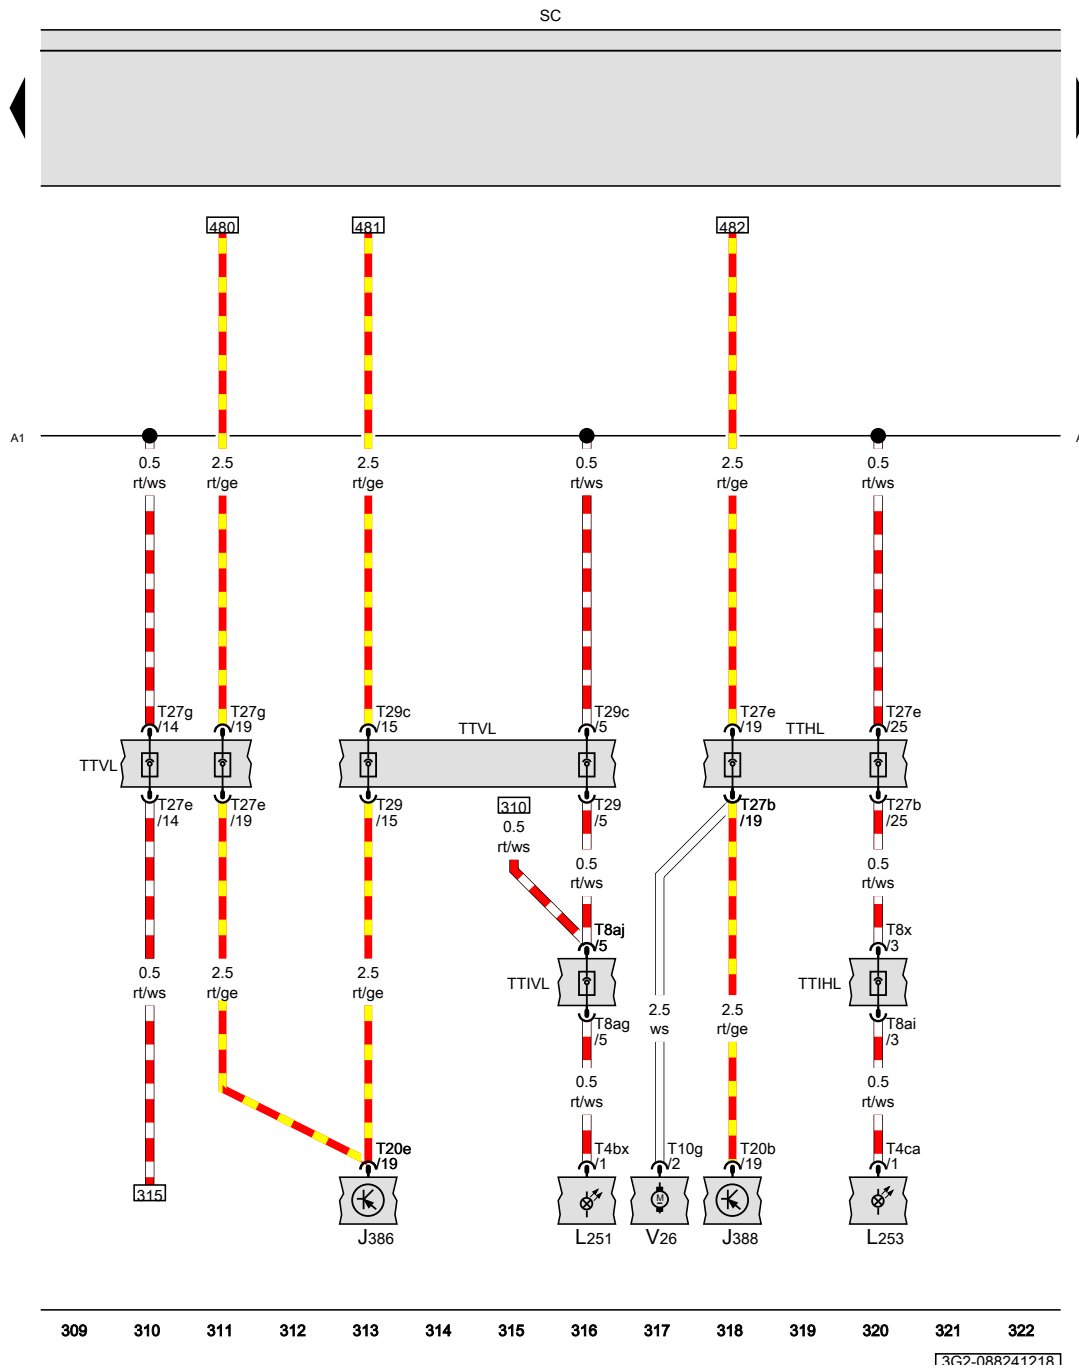 SC
480 481 482
A1
0.5 2.5 2.5 0.5 2.5 0.5
rt/ws rt/ge rt/ge rt/ws rt/ge rt/ws
T27g T27g T29c T29c T27e T27e
/14 /19 /15 /5 /19 /25
TTVL TTHL
TTVL
T27e T27e T29 310 T29 T27b T27b
/14 /19 /15 /5 /19 /25
0.5
rt/ws
0.5 0.5
rt/ws rt/ws
T8aj T8x
/5 /3
0.5 2.5 2.5
TTIVL TTIHL
rt/ws rt/ge rt/ge
2.5 2.5
T8ag T8ai
ws rt/ge
/5 /3
0.5 0.5
rt/ws rt/ws
T20e T4bx T10g T20b T4ca
/19 /1 /2 /19 /1
315
M
J386 L251 V26 J388 L253
309 310 311 312 313 314 315 316 317 318 319 320 321 322
3G2-088241218